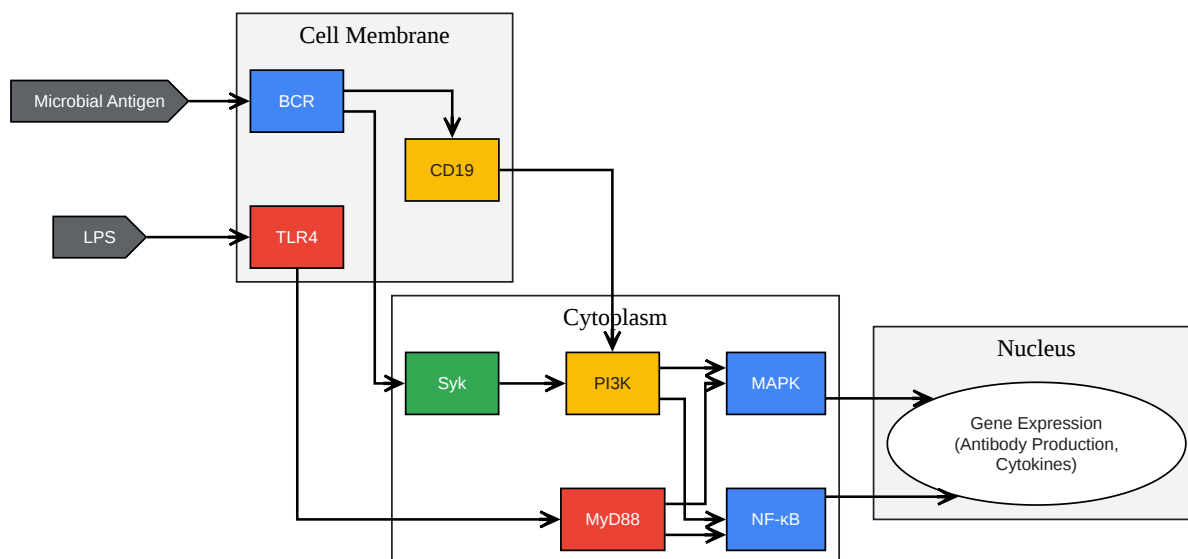 Cell Membrane
Microbial Antigen
BCR
CD19
LPS
TLR4
Cytoplasm
Nucleus
Syk
PI3K
MAPK
Gene Expression
(Antibody Production,
Cytokines)
MyD88
NF-κB